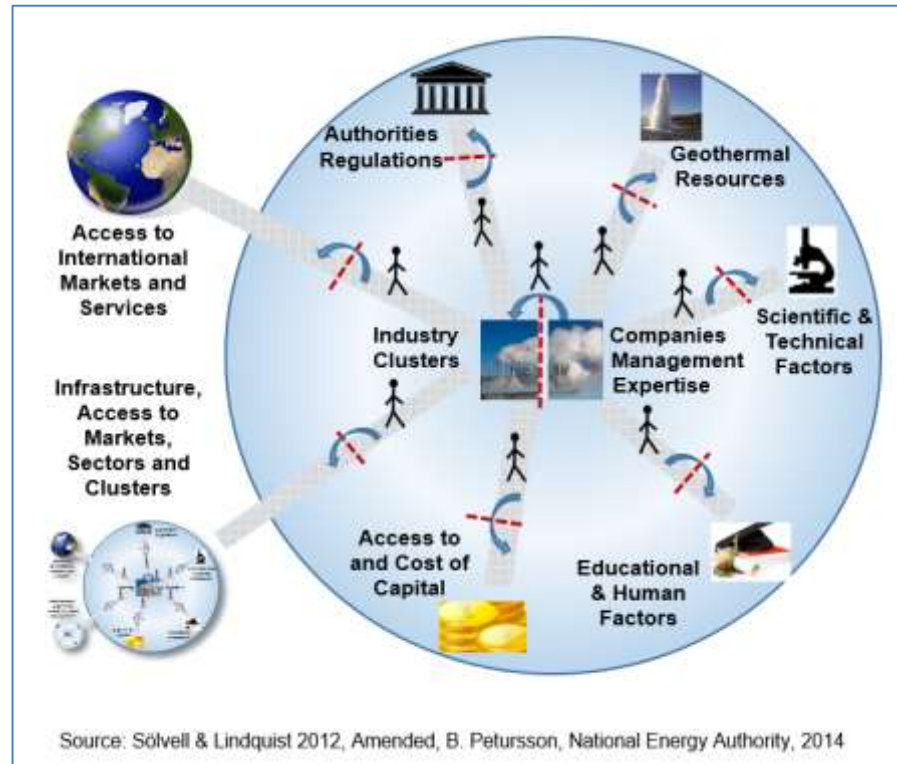 Authorities
Regulations
Geothermal
Resources
Access to
International
Markets and
Services
Scientific &
Technical
Factors
Industry
Clusters
Companies
Management
Expertise
Infrastructure,
Access to
Markets,
Sectors and
Clusters
Access to
and Cost of
Capital
Educational
& Human
Factors
Source: Sölvell & Lindquist 2012, Amended, B. Petursson, National Energy Authority, 2014